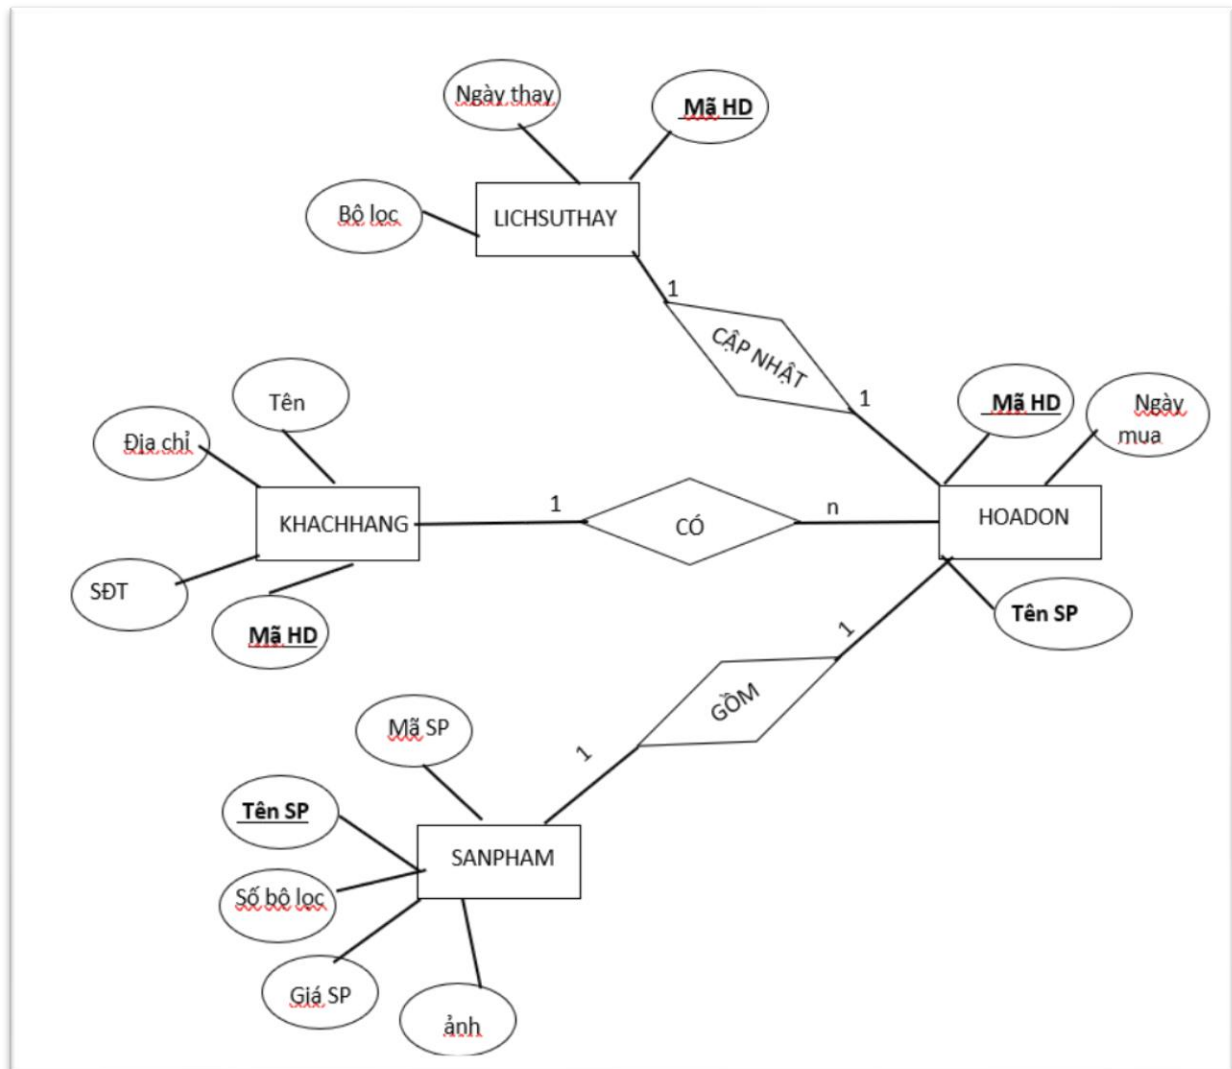 Ngày thay
Mã HD
Bô lọc
LICHSUTHAY
1
CẬP NHẬT
1
Tên
Địa chỉ
Mã HD
Ngày
mua
KHACHHANG
1
CÓ
n
HOADON
SĐT
Mã HD
Tên SP
1
GỒM
1
Mã SP
Tên SP
SANPHAM
Số bô lọc
Giá SP
ảnh